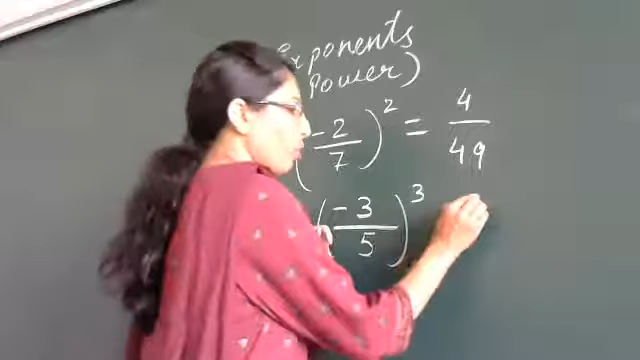 Exponents
Power)
(-2/7)² = 4/49
(-3/5)³